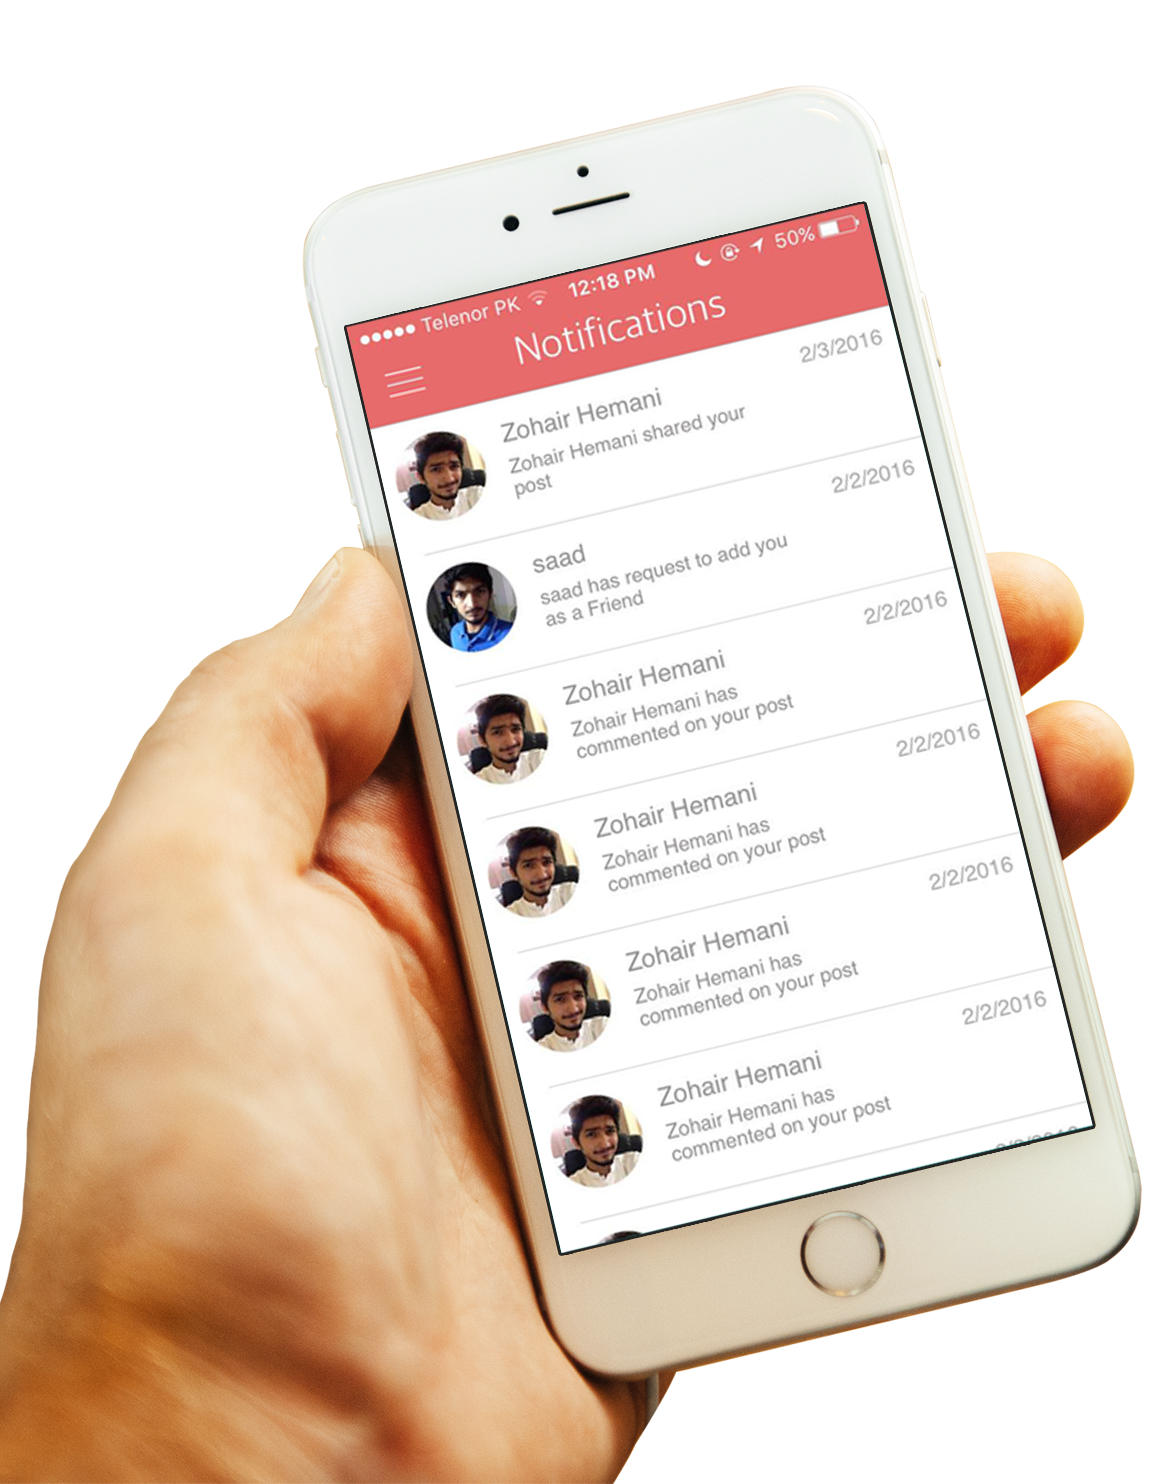 Telenor PK 12:18 PM 50%
Notifications
2/3/2016
Zohair Hemani
Zohair Hemani shared your
post
2/2/2016
saad
saad has request to add you
as a Friend
2/2/2016
Zohair Hemani
Zohair Hemani has
commented on your post
2/2/2016
Zohair Hemani
Zohair Hemani has
commented on your post
2/2/2016
Zohair Hemani
Zohair Hemani has
commented on your post
2/2/2016
Zohair Hemani
Zohair Hemani has
commented on your post